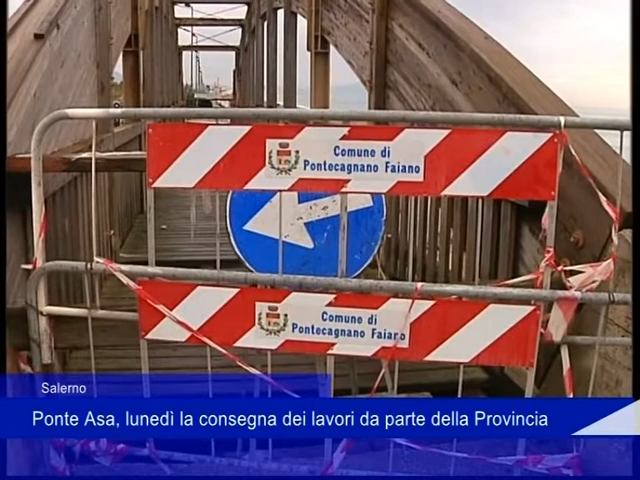 Comune di
Pontecagnano Faiano
Comune di
Pontecagnano Faiano
Salerno
Ponte Asa, lunedì la consegna dei lavori da parte della Provincia